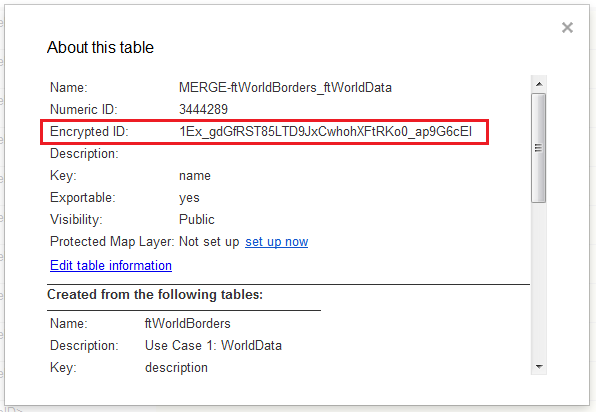 About this table
Name: MERGE-ftWorldBorders_ftWorldData
Numeric ID: 3444289
Encrypted ID: 1Ex_gdGfRST85LTD9JxCwhohXFtRKo0_ap9G6cEI
Description:
Key: name
Exportable: yes
Visibility: Public
Protected Map Layer: Not set up set up now
Edit table information
Created from the following tables:
Name: ftWorldBorders
Description: Use Case 1: WorldData
Key: description